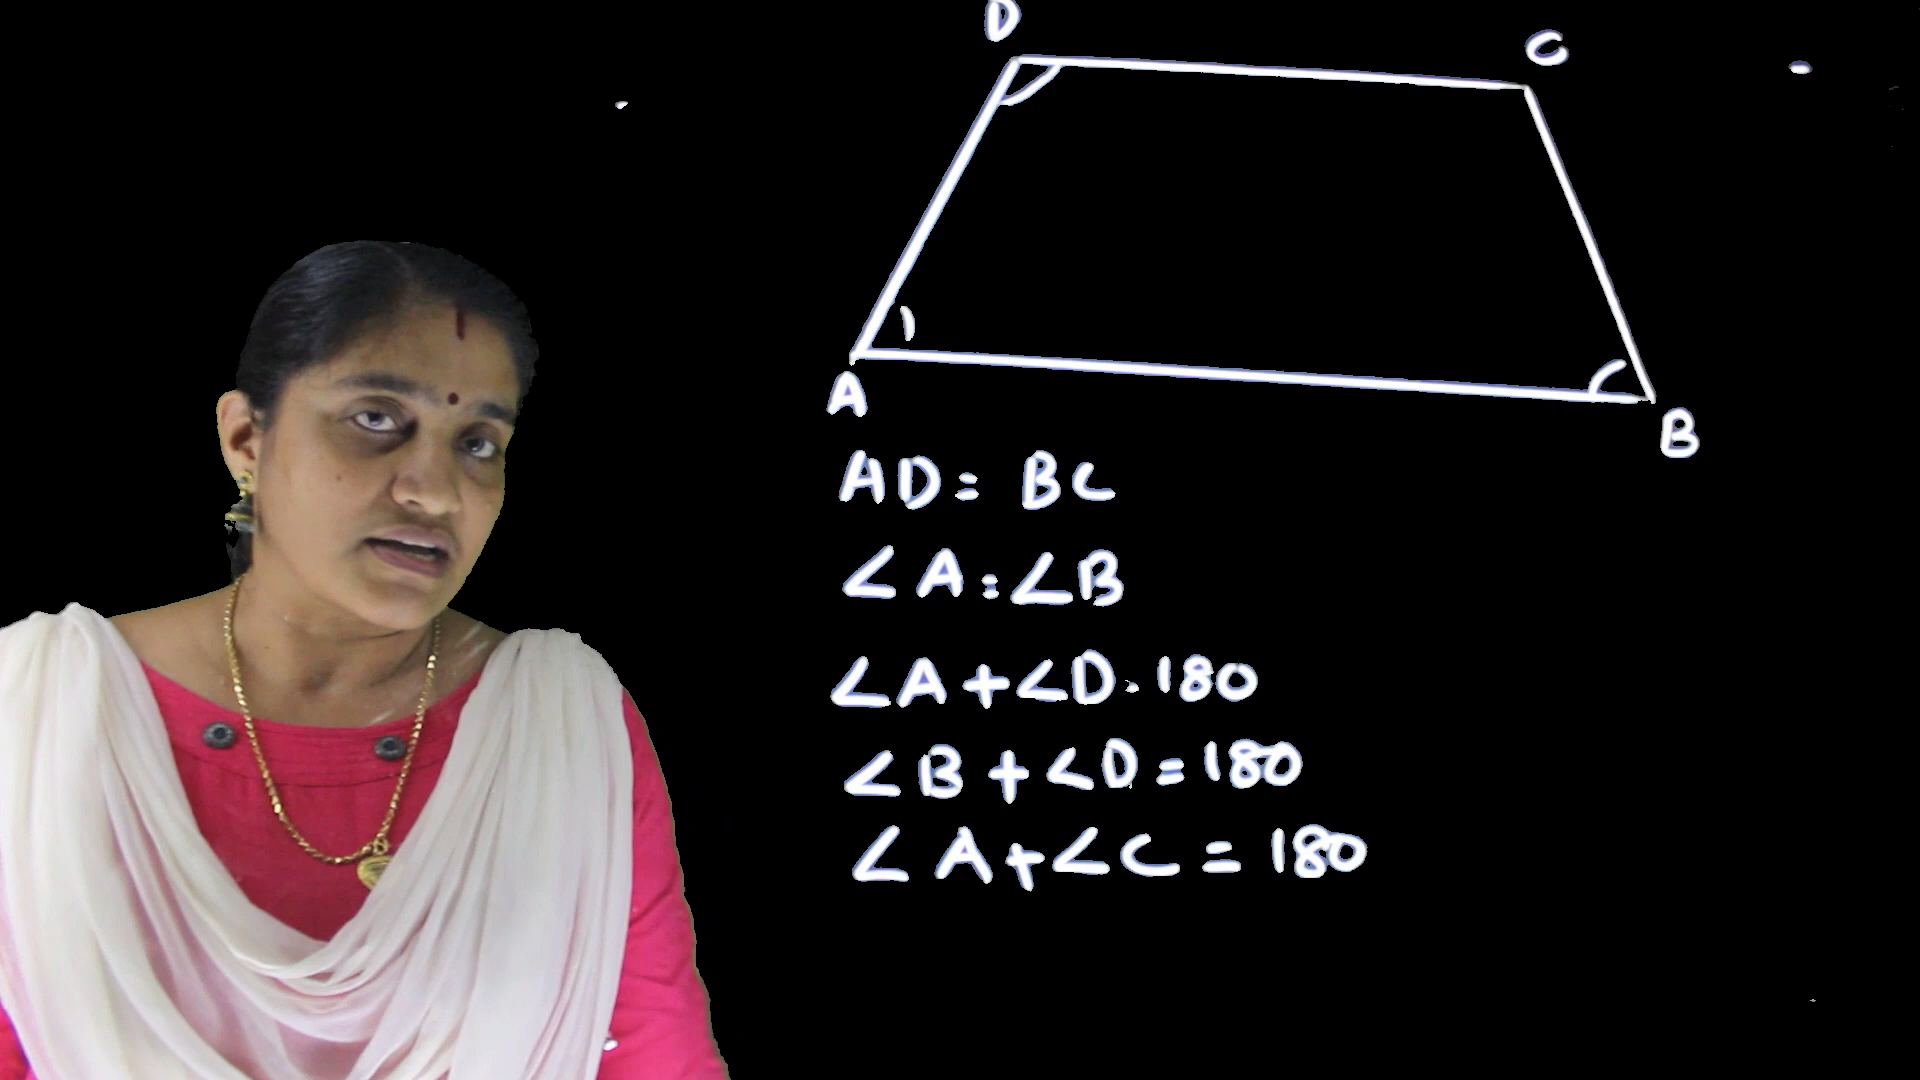 D
C
A
B
AD = BC
∠A = ∠B
∠A + ∠D = 180
∠B + ∠D = 180
∠A + ∠C = 180